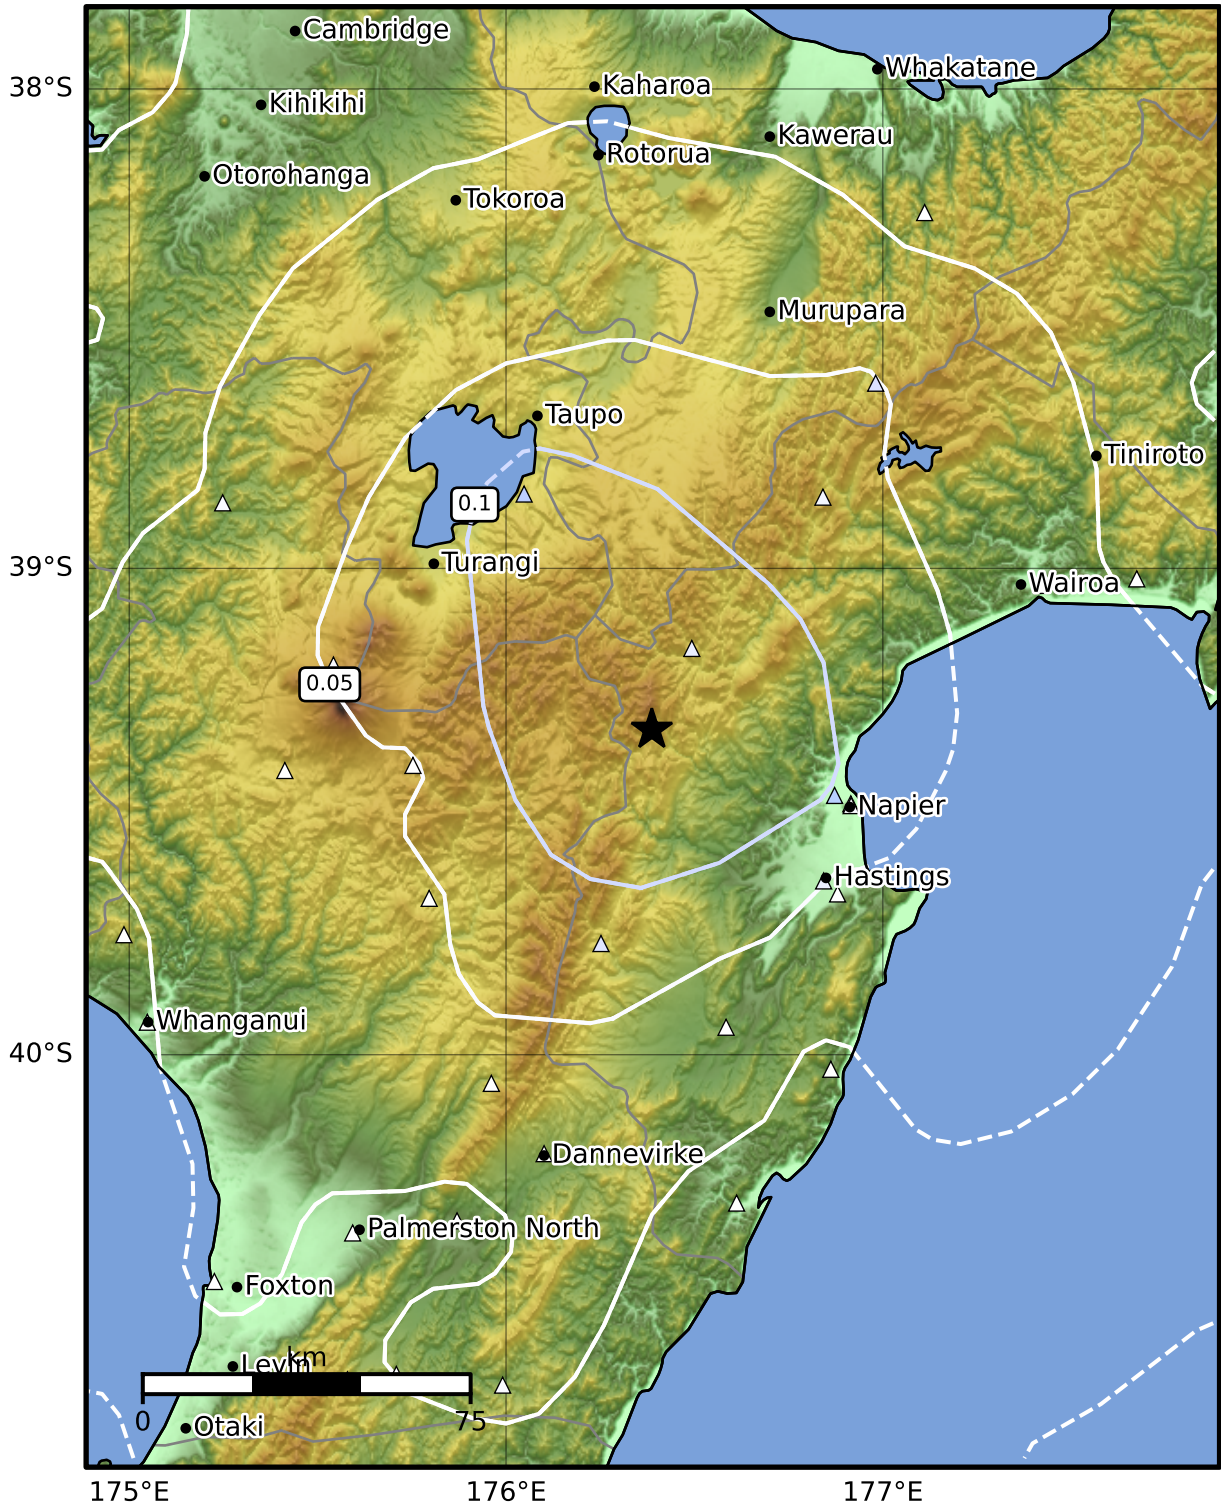 Cambridge
Kaharoa
Whakatane
38°S
Kihikihi
Kawerau
Rotorua
Otorohanga
Tokoroa
Murupara
Taupo
Tiniroto
0.1
Turangi
39°S
Wairoa
0.05
Napier
Hastings
Whanganui
40°S
Dannevirke
Palmerston North
Foxton
km
Levin
0
75
Otaki
175°E
176°E
177°E